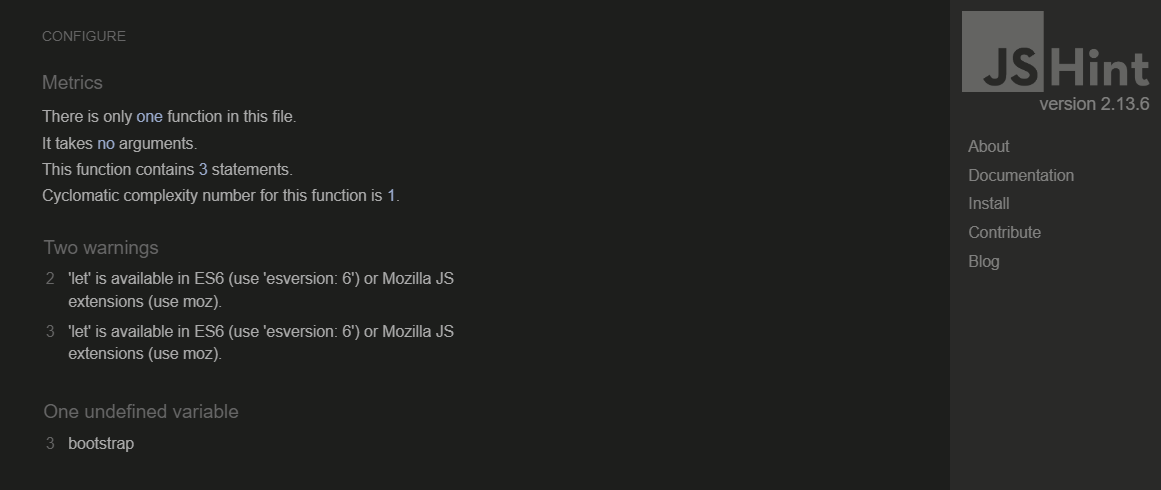 CONFIGURE
Metrics
There is only one function in this file.
It takes no arguments.
This function contains 3 statements.
Cyclomatic complexity number for this function is 1.
Two warnings
2 'let' is available in ES6 (use 'esversion: 6') or Mozilla JS
extensions (use moz).
3 'let' is available in ES6 (use 'esversion: 6') or Mozilla JS
extensions (use moz).
One undefined variable
3 bootstrap
JSHint
version 2.13.6
About
Documentation
Install
Contribute
Blog